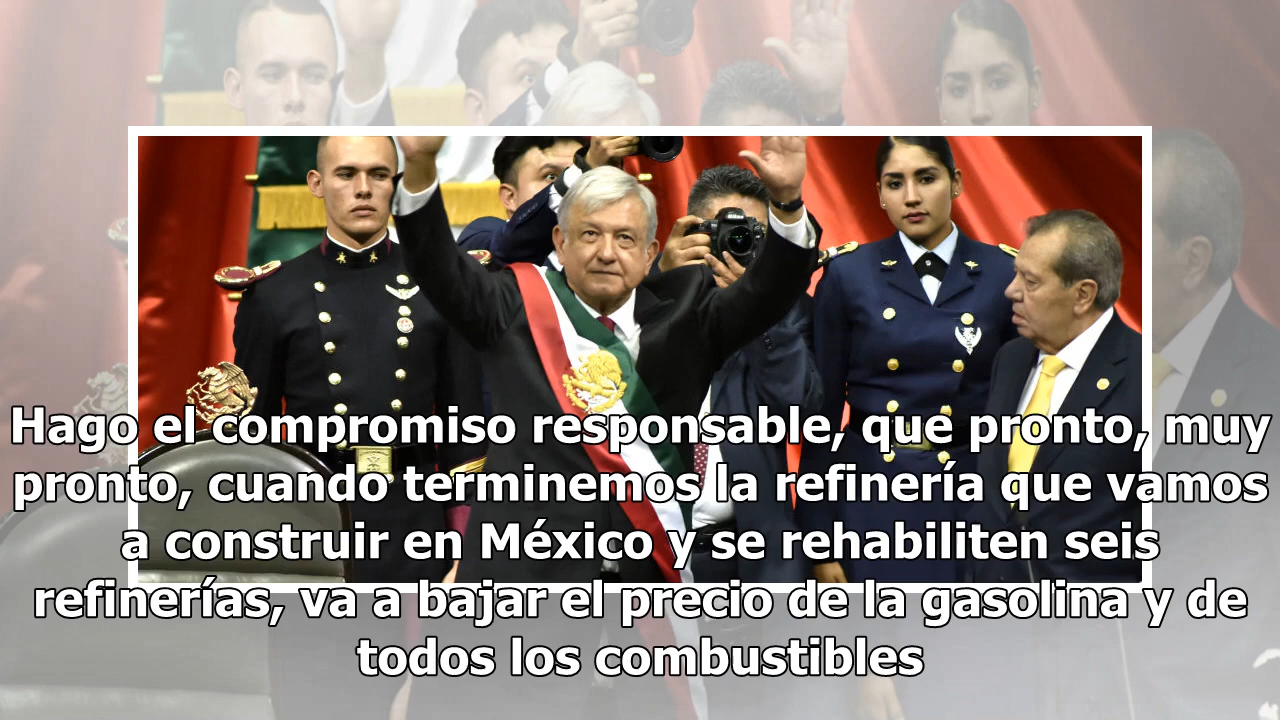 Hago el compromiso responsable, que pronto, muy
pronto, cuando terminemos la refinería que vamos
a construir en México y se rehabiliten seis
refinerías, va a bajar el precio de la gasolina y de
todos los combustibles